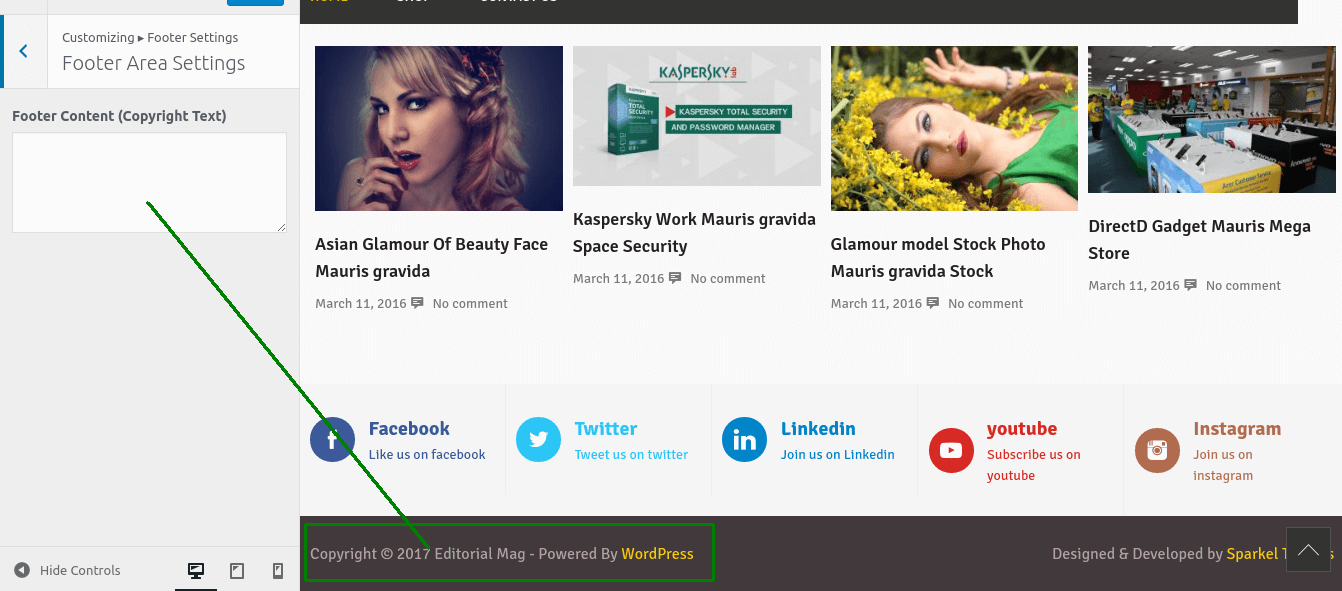 Customizing ▸ Footer Settings
Footer Area Settings
Footer Content (Copyright Text)
Hide Controls
KASPERSKY
KASPERSKY TOTAL SECURITY
AND PASSWORD MANAGER
Asian Glamour Of Beauty Face
Mauris gravida
March 11, 2016 No comment
Kaspersky Work Mauris gravida
Space Security
March 11, 2016 No comment
Glamour model Stock Photo
Mauris gravida Stock
March 11, 2016 No comment
DirectD Gadget Mauris Mega
Store
March 11, 2016 No comment
Facebook
Like us on facebook
Twitter
Tweet us on twitter
Linkedin
Join us on Linkedin
youtube
Subscribe us on
youtube
Instagram
Join us on
instagram
Copyright © 2017 Editorial Mag - Powered By WordPress
Designed & Developed by Sparkel